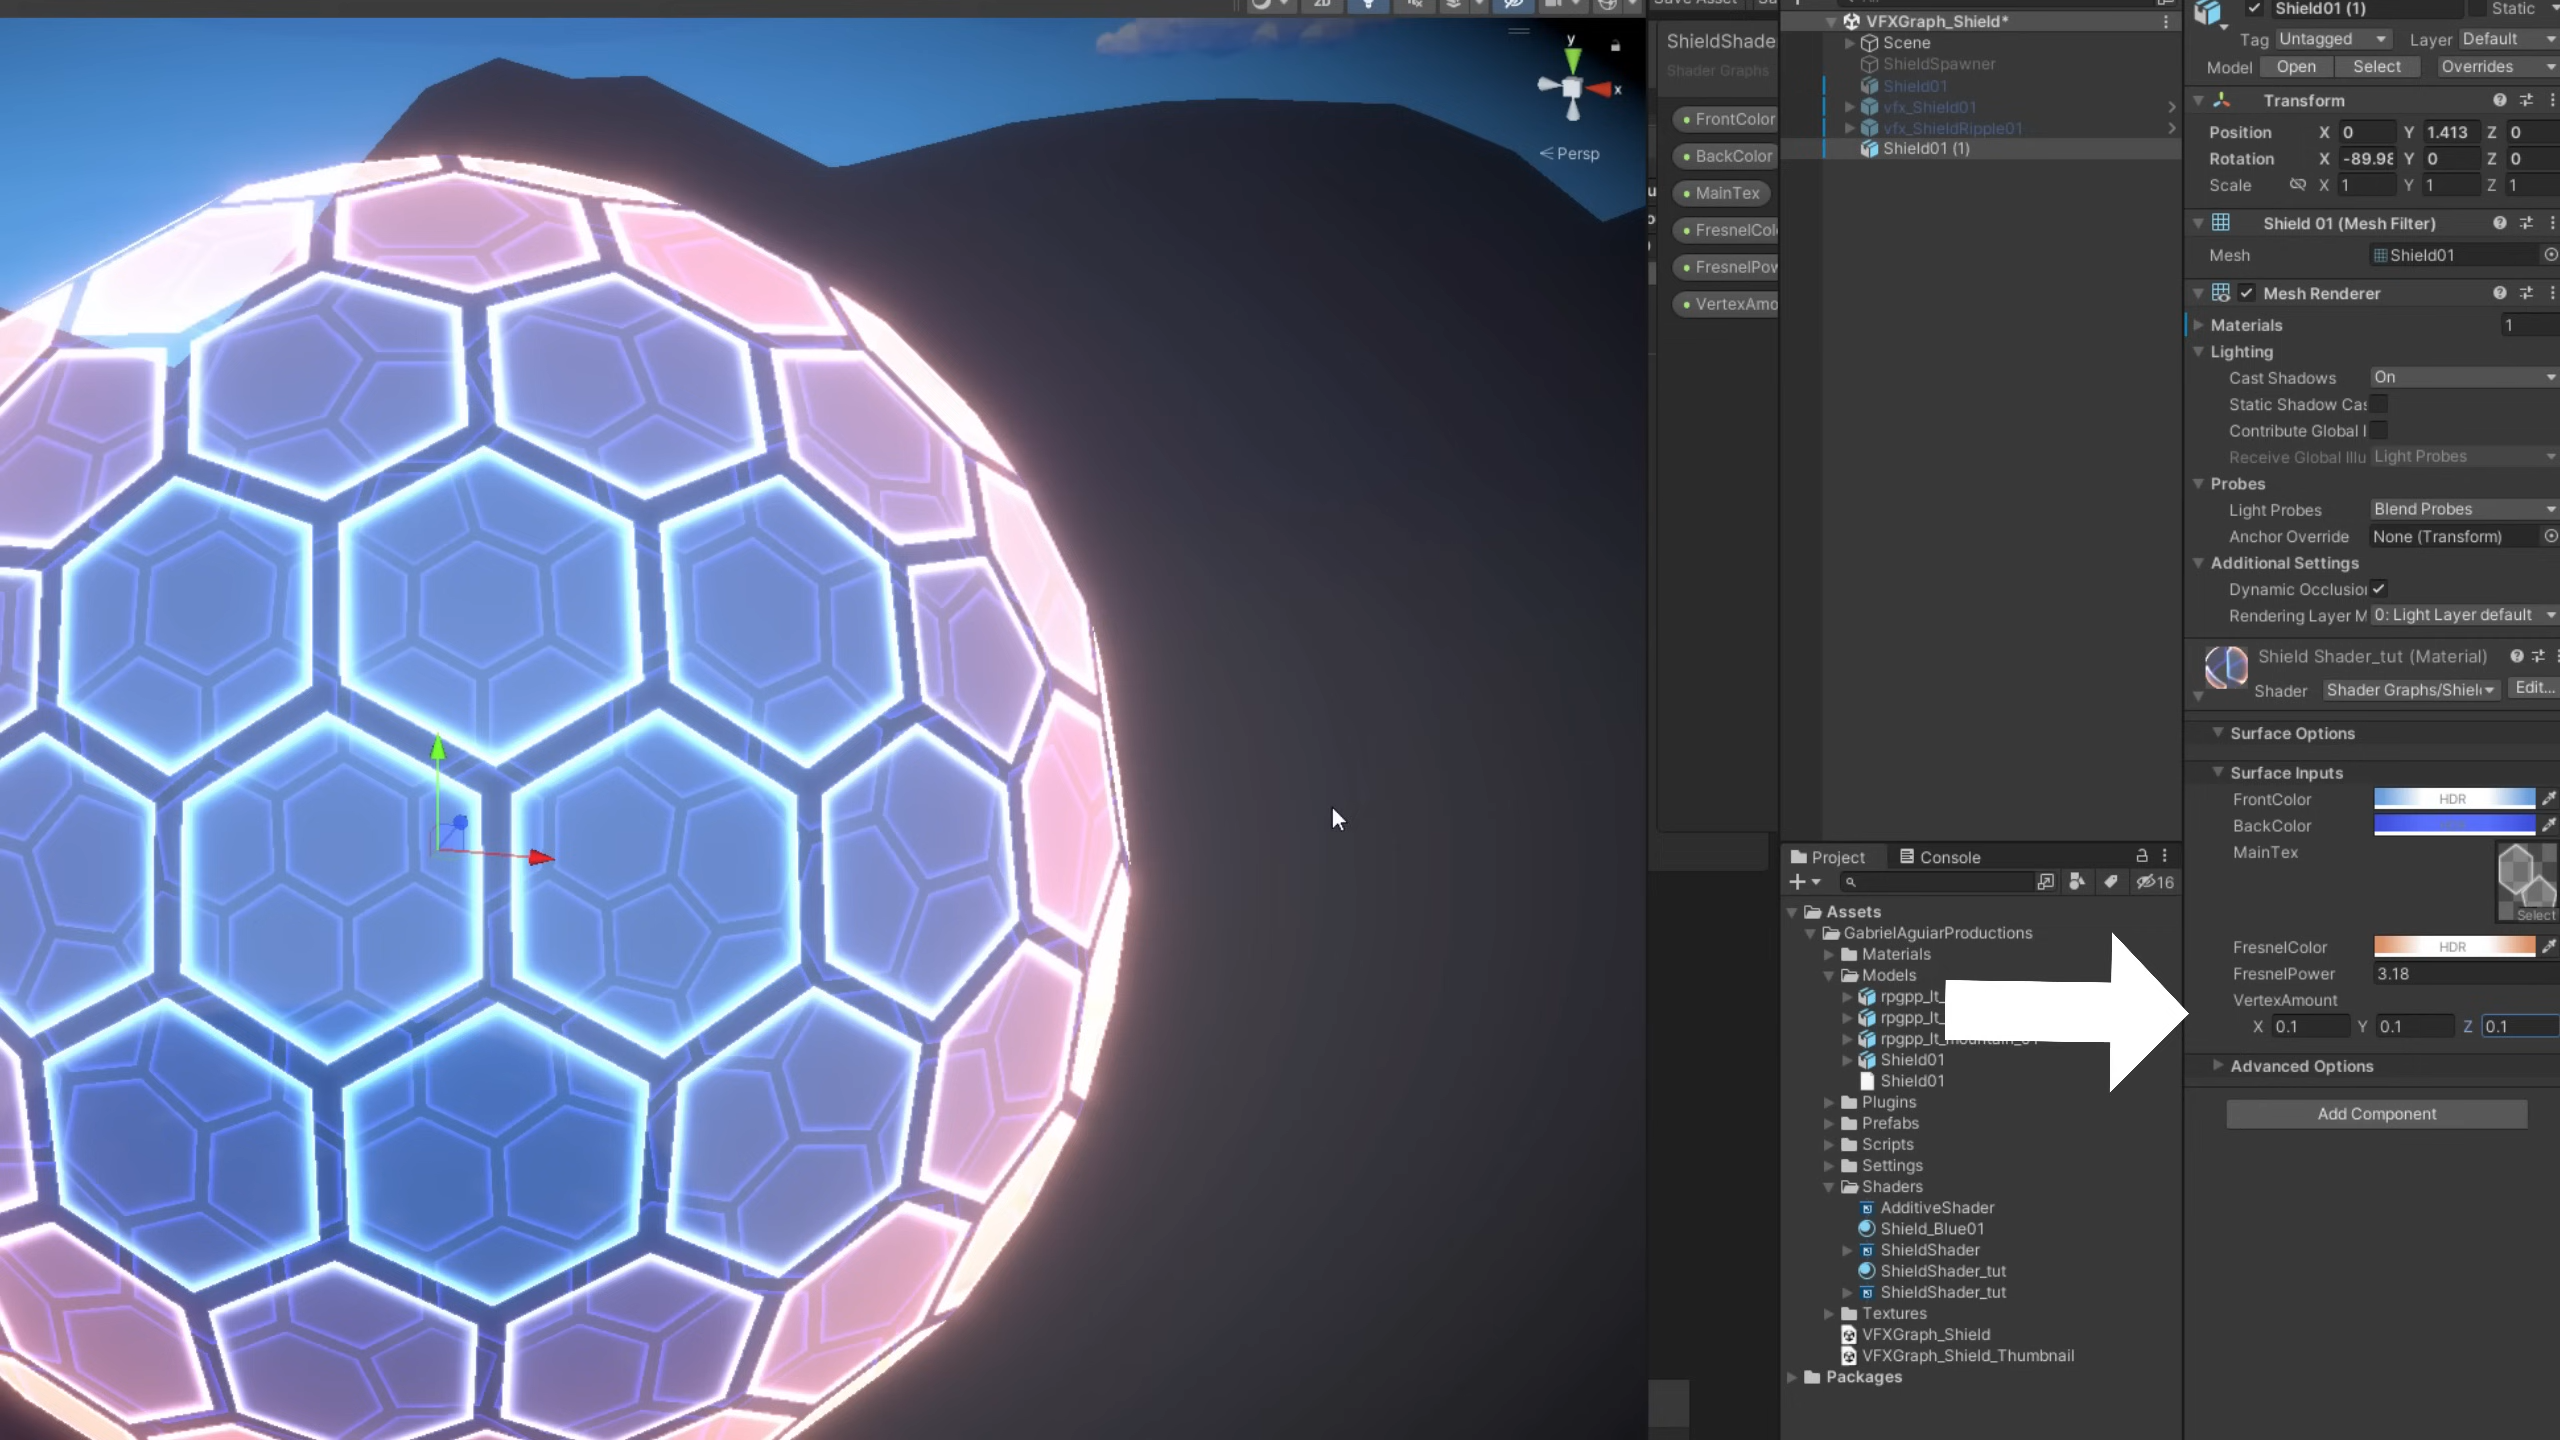 2D
Save Asset
Shield01 (1)
Static
VFXGraph_Shield*
Scene
ShieldSpawner
Shield01
vfx_Shield01
vfx_ShieldRipple01
Shield01 (1)
y
x
Persp
ShieldShade
Shader Graphs
FrontColor
BackColor
MainTex
FresnelColo
FresnelPow
VertexAmo
Tag Untagged Layer Default
Model Open Select Overrides
Transform
Position X 0 Y 1.413 Z 0
Rotation X -89.98 Y 0 Z 0
Scale X 1 Y 1 Z 1
Shield 01 (Mesh Filter)
Mesh Shield01
Mesh Renderer
Materials 1
Lighting
Cast Shadows On
Static Shadow Cas
Contribute Global I
Receive Global Illu Light Probes
Probes
Light Probes Blend Probes
Anchor Override None (Transform)
Additional Settings
Dynamic Occlusion
Rendering Layer M 0: Light Layer default
Shield Shader_tut (Material)
Shader Shader Graphs/Shiel Edit...
Surface Options
Surface Inputs
FrontColor HDR
BackColor
MainTex
Select
FresnelColor HDR
FresnelPower 3.18
VertexAmount
X 0.1 Y 0.1 Z 0.1
Advanced Options
Add Component
Project Console
16
Assets
GabrielAguiarProductions
Materials
Models
rpgpp_lt_
rpgpp_lt_
rpgpp_lt_mountain_01
Shield01
Shield01
Plugins
Prefabs
Scripts
Settings
Shaders
AdditiveShader
Shield_Blue01
ShieldShader
ShieldShader_tut
ShieldShader_tut
Textures
VFXGraph_Shield
VFXGraph_Shield_Thumbnail
Packages